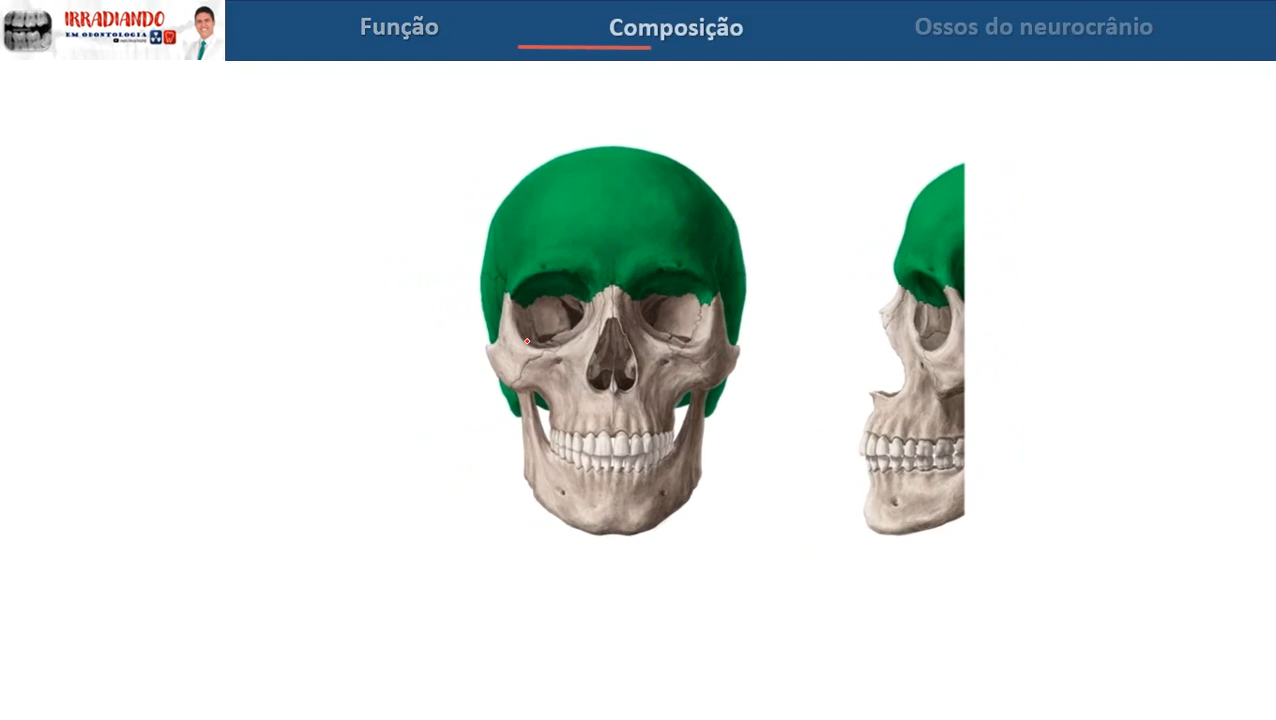 IRRADIANDO
EM ODONTOLOGIA
Função
Composição
Ossos do neurocrânio